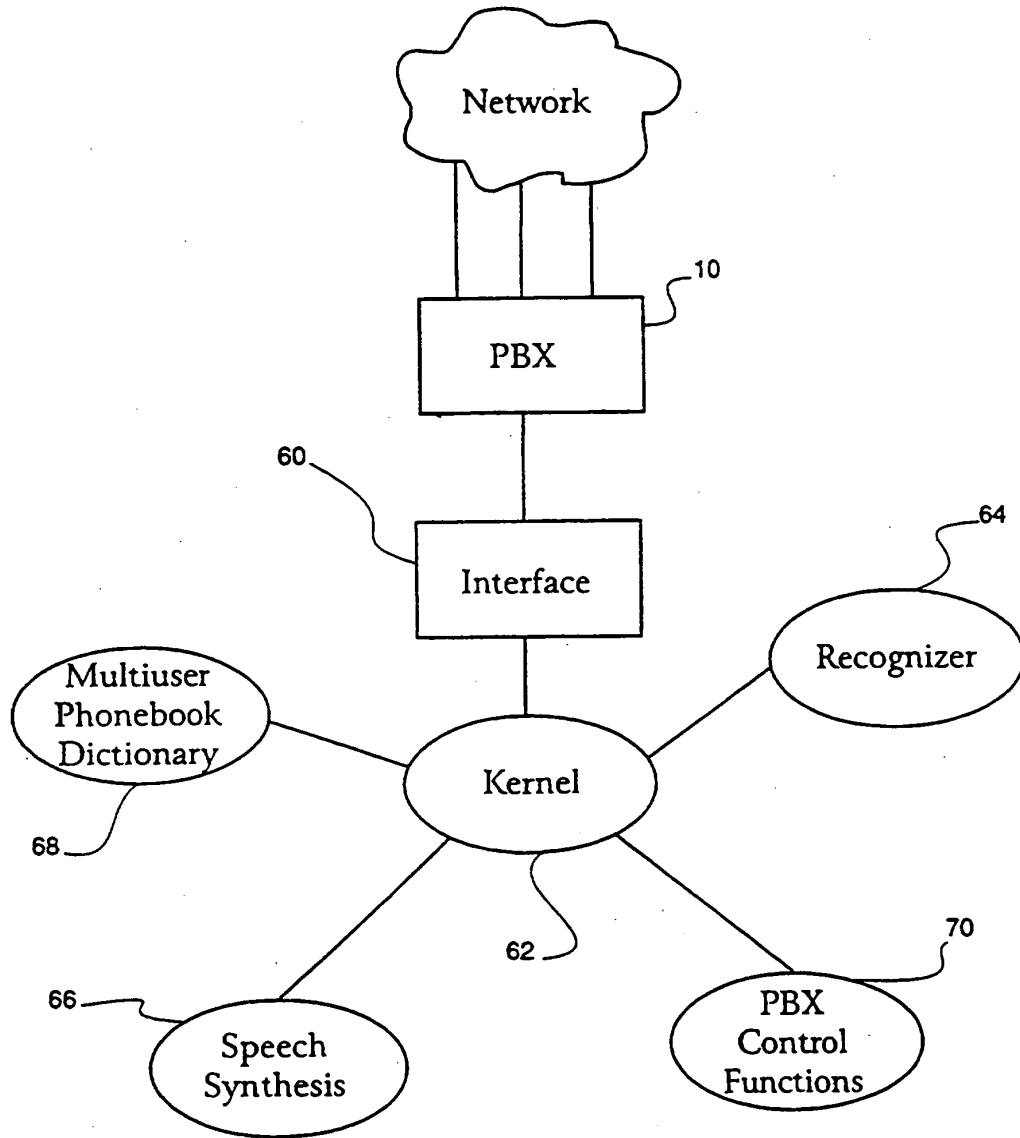 Network
10
PBX
60
Interface
64
Recognizer
Multiuser
Phonebook
Dictionary
Kernel
68
62
70
66
Speech
Synthesis
PBX
Control
Functions